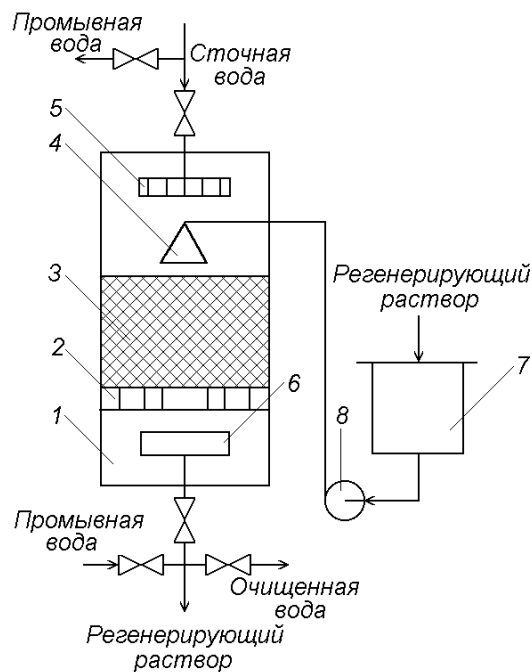 Промывная
вода
Сточная
вода
5
4
3
Регенерирующий
раствор
2
6
7
1
8
Промывная
вода
Очищенная
вода
Регенерирующий
раствор